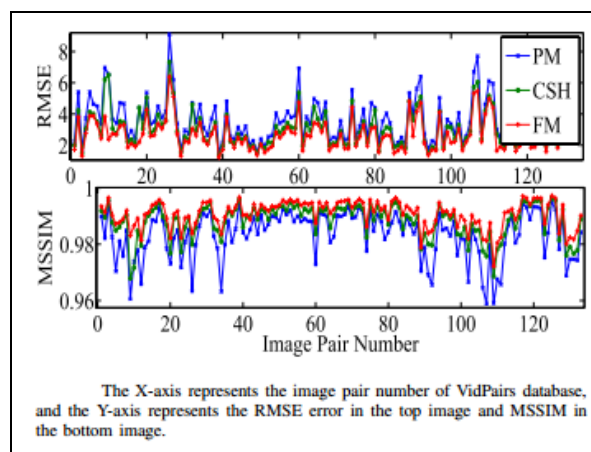 RMSE
8
6
4
2
0 20 40 60 80 100 120
PM
CSH
FM
MSSIM
1
0.98
0.96
0 20 40 60 80 100 120
Image Pair Number
The X-axis represents the image pair number of VidPairs database,
and the Y-axis represents the RMSE error in the top image and MSSIM in
the bottom image.